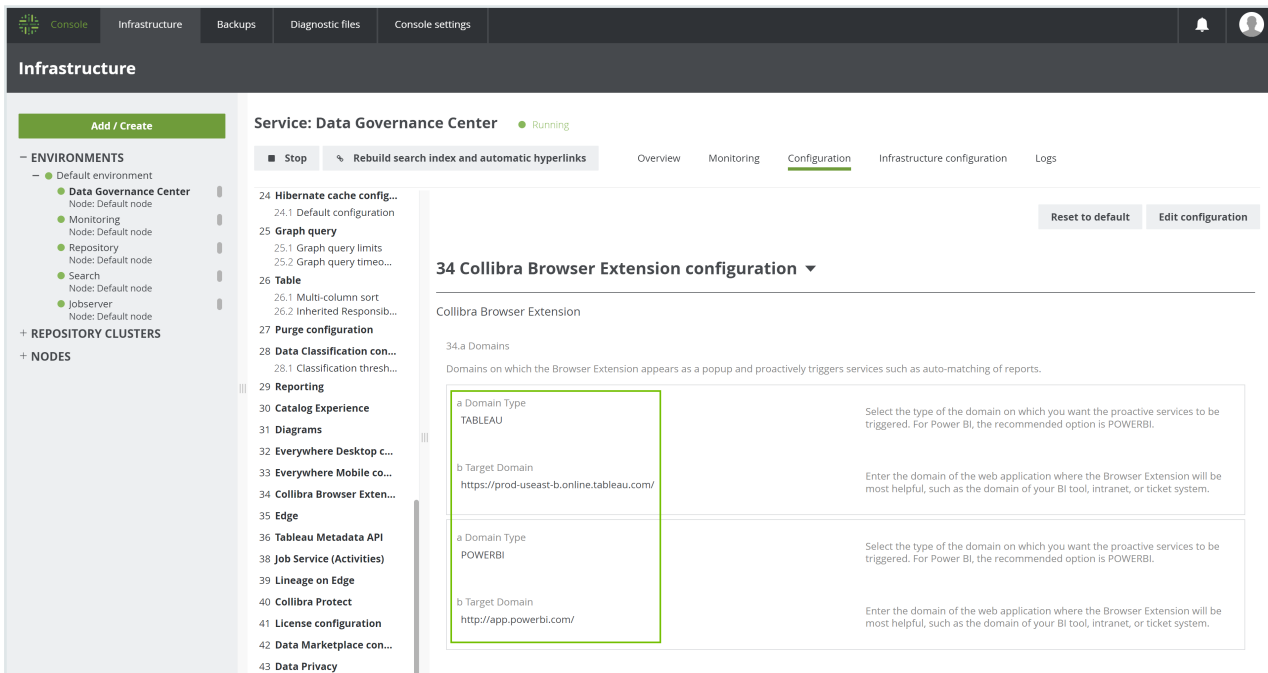 Console
Infrastructure
Backups
Diagnostic files
Console settings
Infrastructure
Add / Create
ENVIRONMENTS
Default environment
Data Governance Center
Node: Default node
Monitoring
Node: Default node
Repository
Node: Default node
Search
Node: Default node
Jobserver
Node: Default node
REPOSITORY CLUSTERS
NODES
Service: Data Governance Center
Running
Stop
Rebuild search index and automatic hyperlinks
Overview
Monitoring
Configuration
Infrastructure configuration
Logs
24 Hibernate cache config...
24.1 Default configuration
25 Graph query
25.1 Graph query limits
25.2 Graph query timeo...
26 Table
26.1 Multi-column sort
26.2 Inherited Responsib...
27 Purge configuration
28 Data Classification con...
28.1 Classification thresh...
29 Reporting
30 Catalog Experience
31 Diagrams
32 Everywhere Desktop c...
33 Everywhere Mobile co...
34 Collibra Browser Exten...
35 Edge
36 Tableau Metadata API
38 Job Service (Activities)
39 Lineage on Edge
40 Collibra Protect
41 License configuration
42 Data Marketplace con...
43 Data Privacy
Reset to default
Edit configuration
34 Collibra Browser Extension configuration
Collibra Browser Extension
34.a Domains
Domains on which the Browser Extension appears as a popup and proactively triggers services such as auto-matching of reports.
a Domain Type
TABLEAU
Select the type of the domain on which you want the proactive services to be
triggered. For Power BI, the recommended option is POWERBI.
b Target Domain
https://prod-useast-b.online.tableau.com/
Enter the domain of the web application where the Browser Extension will be
most helpful, such as the domain of your BI tool, intranet, or ticket system.
a Domain Type
POWERBI
Select the type of the domain on which you want the proactive services to be
triggered. For Power BI, the recommended option is POWERBI.
b Target Domain
http://app.powerbi.com/
Enter the domain of the web application where the Browser Extension will be
most helpful, such as the domain of your BI tool, intranet, or ticket system.